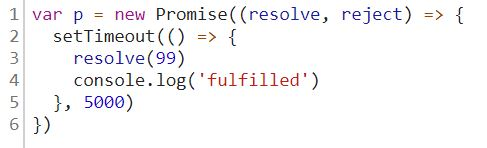 1 var p = new Promise((resolve, reject) => {
2   setTimeout(() => {
3     resolve(99)
4     console.log('fulfilled')
5   }, 5000)
6 })